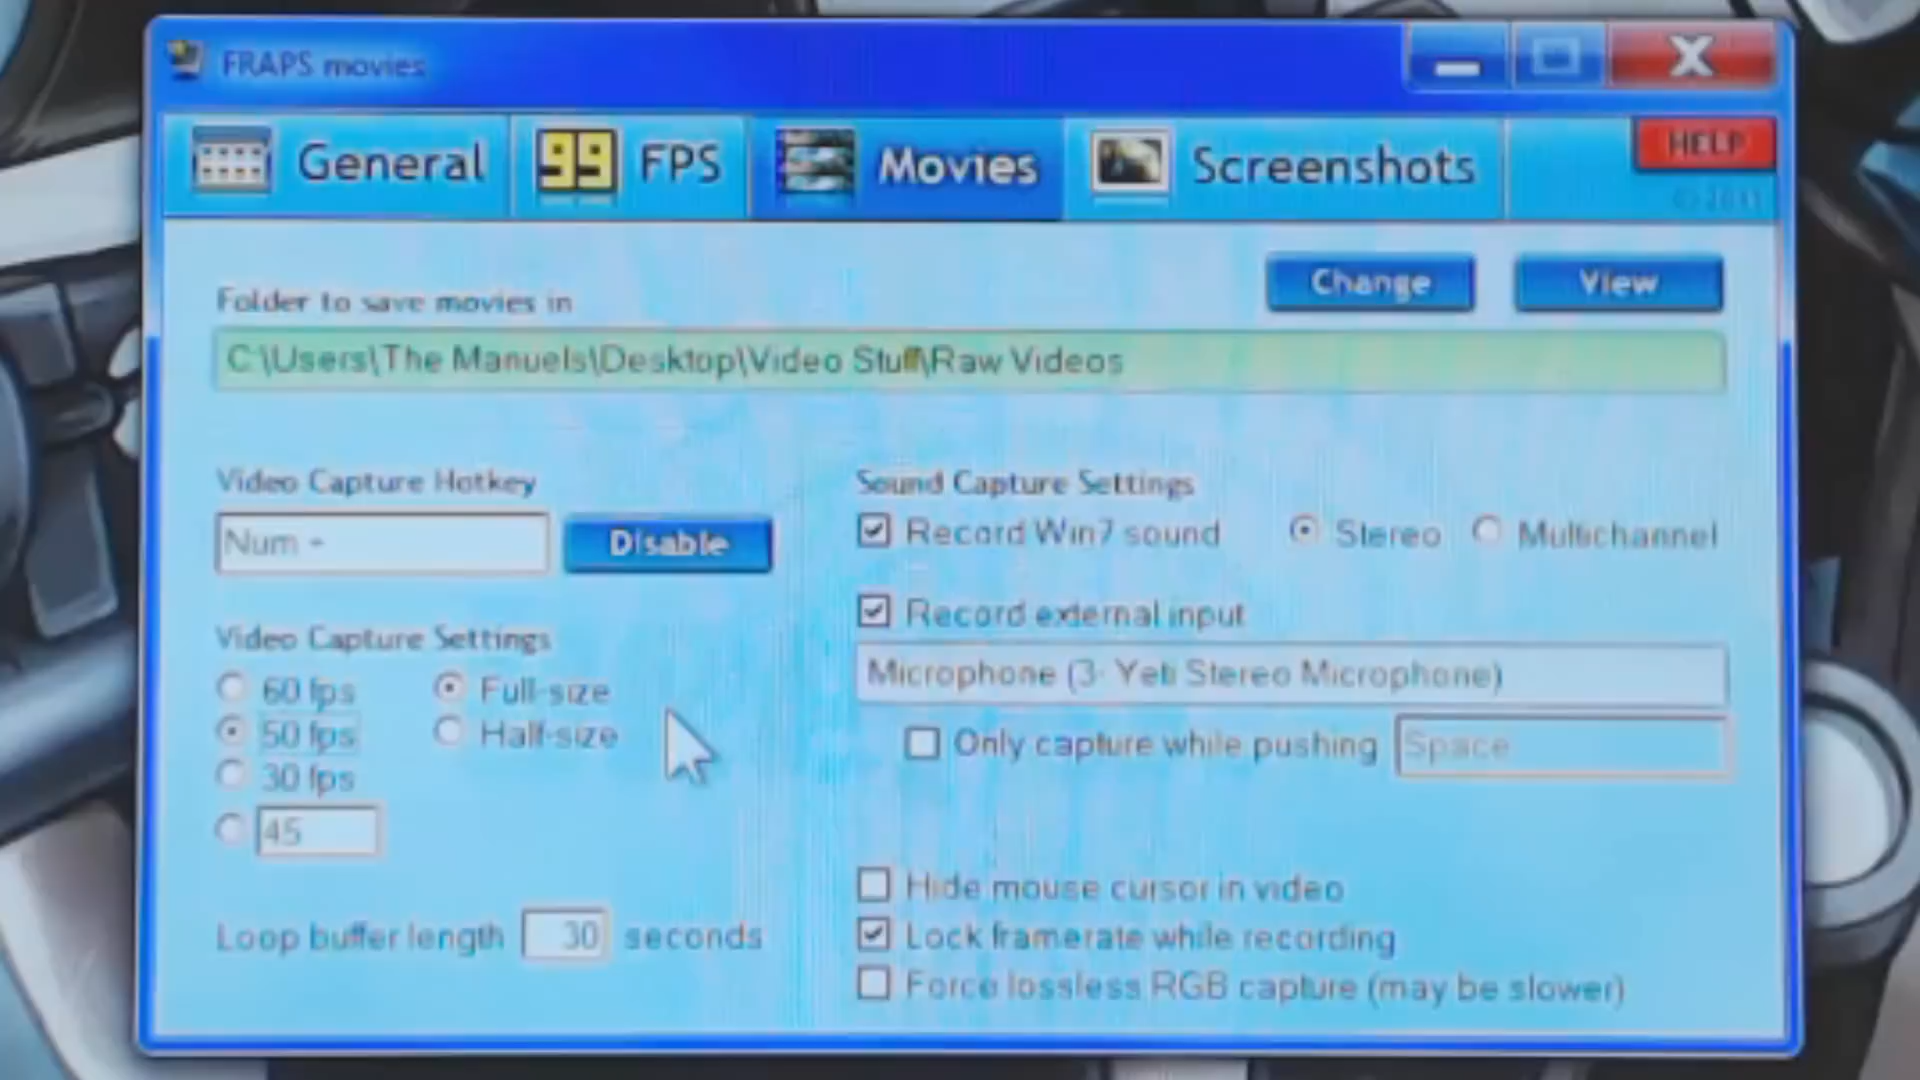 FRAPS movies
General
FPS
Movies
Screenshots
HELP
Change
View
Folder to save movies in
C:\Users\The Manuels\Desktop\Video Stuff\Raw Videos
Video Capture Hotkey
Num -
Disable
Sound Capture Settings
Record Win7 sound
Stereo
Multichannel
Record external input
Microphone (3- Yeti Stereo Microphone)
Only capture while pushing
Space
Video Capture Settings
60 fps
Full-size
50 fps
Half-size
30 fps
45
Loop buffer length 30 seconds
Hide mouse cursor in video
Lock framerate while recording
Force lossless RGB capture (may be slower)